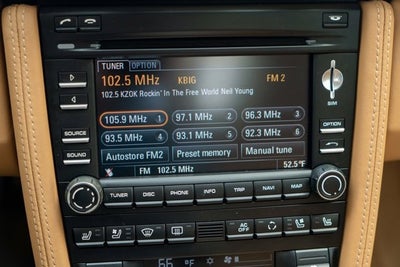 TUNER OPTION
102.5 MHz KBIG FM 2
102.5 KZOK Rockin' In The Free World Neil Young
105.9 MHz 1 97.1 MHz 2 96.3 MHz 3
93.5 MHz 4 93.1 MHz 5 92.3 MHz 6
Autostore FM2 Preset memory Manual tune
FM 102.5 MHz 52.5°F
SIM
SOURCE
SOUND
OPTION
TUNER DISC PHONE INFO TRIP NAVI MAP
AC OFF
66 °F